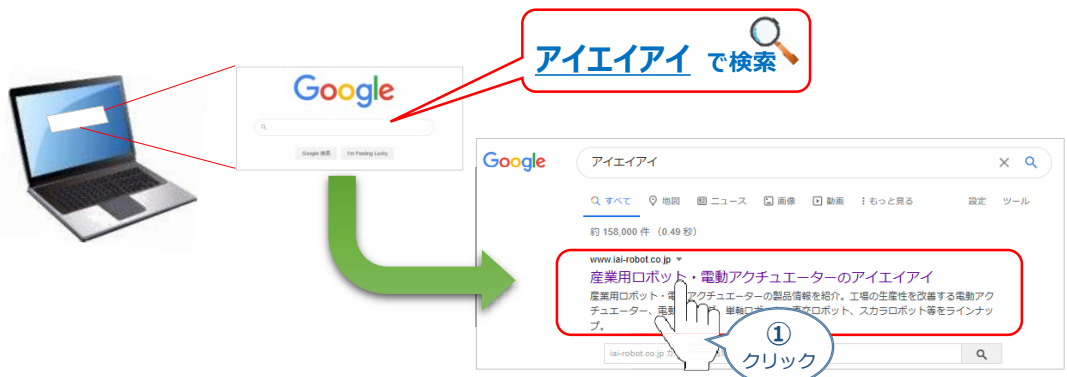 アイエイアイ で検索
Google
Google 検索 I'm Feeling Lucky
Google アイエイアイ
すべて 地図 ニュース 画像 動画 もっと見る 設定 ツール
約 158,000 件 （0.49 秒）
www.iai-robot.co.jp
産業用ロボット・電動アクチュエーターのアイエイアイ
産業用ロボット・電 アクチュエーターの製品情報を紹介。工場の生産性を改善する電動アク
チュエーター、電動 単軸ロボ 直交ロボット、スカラロボット等をラインナッ
プ。
iai-robot.co.jp
①
クリック